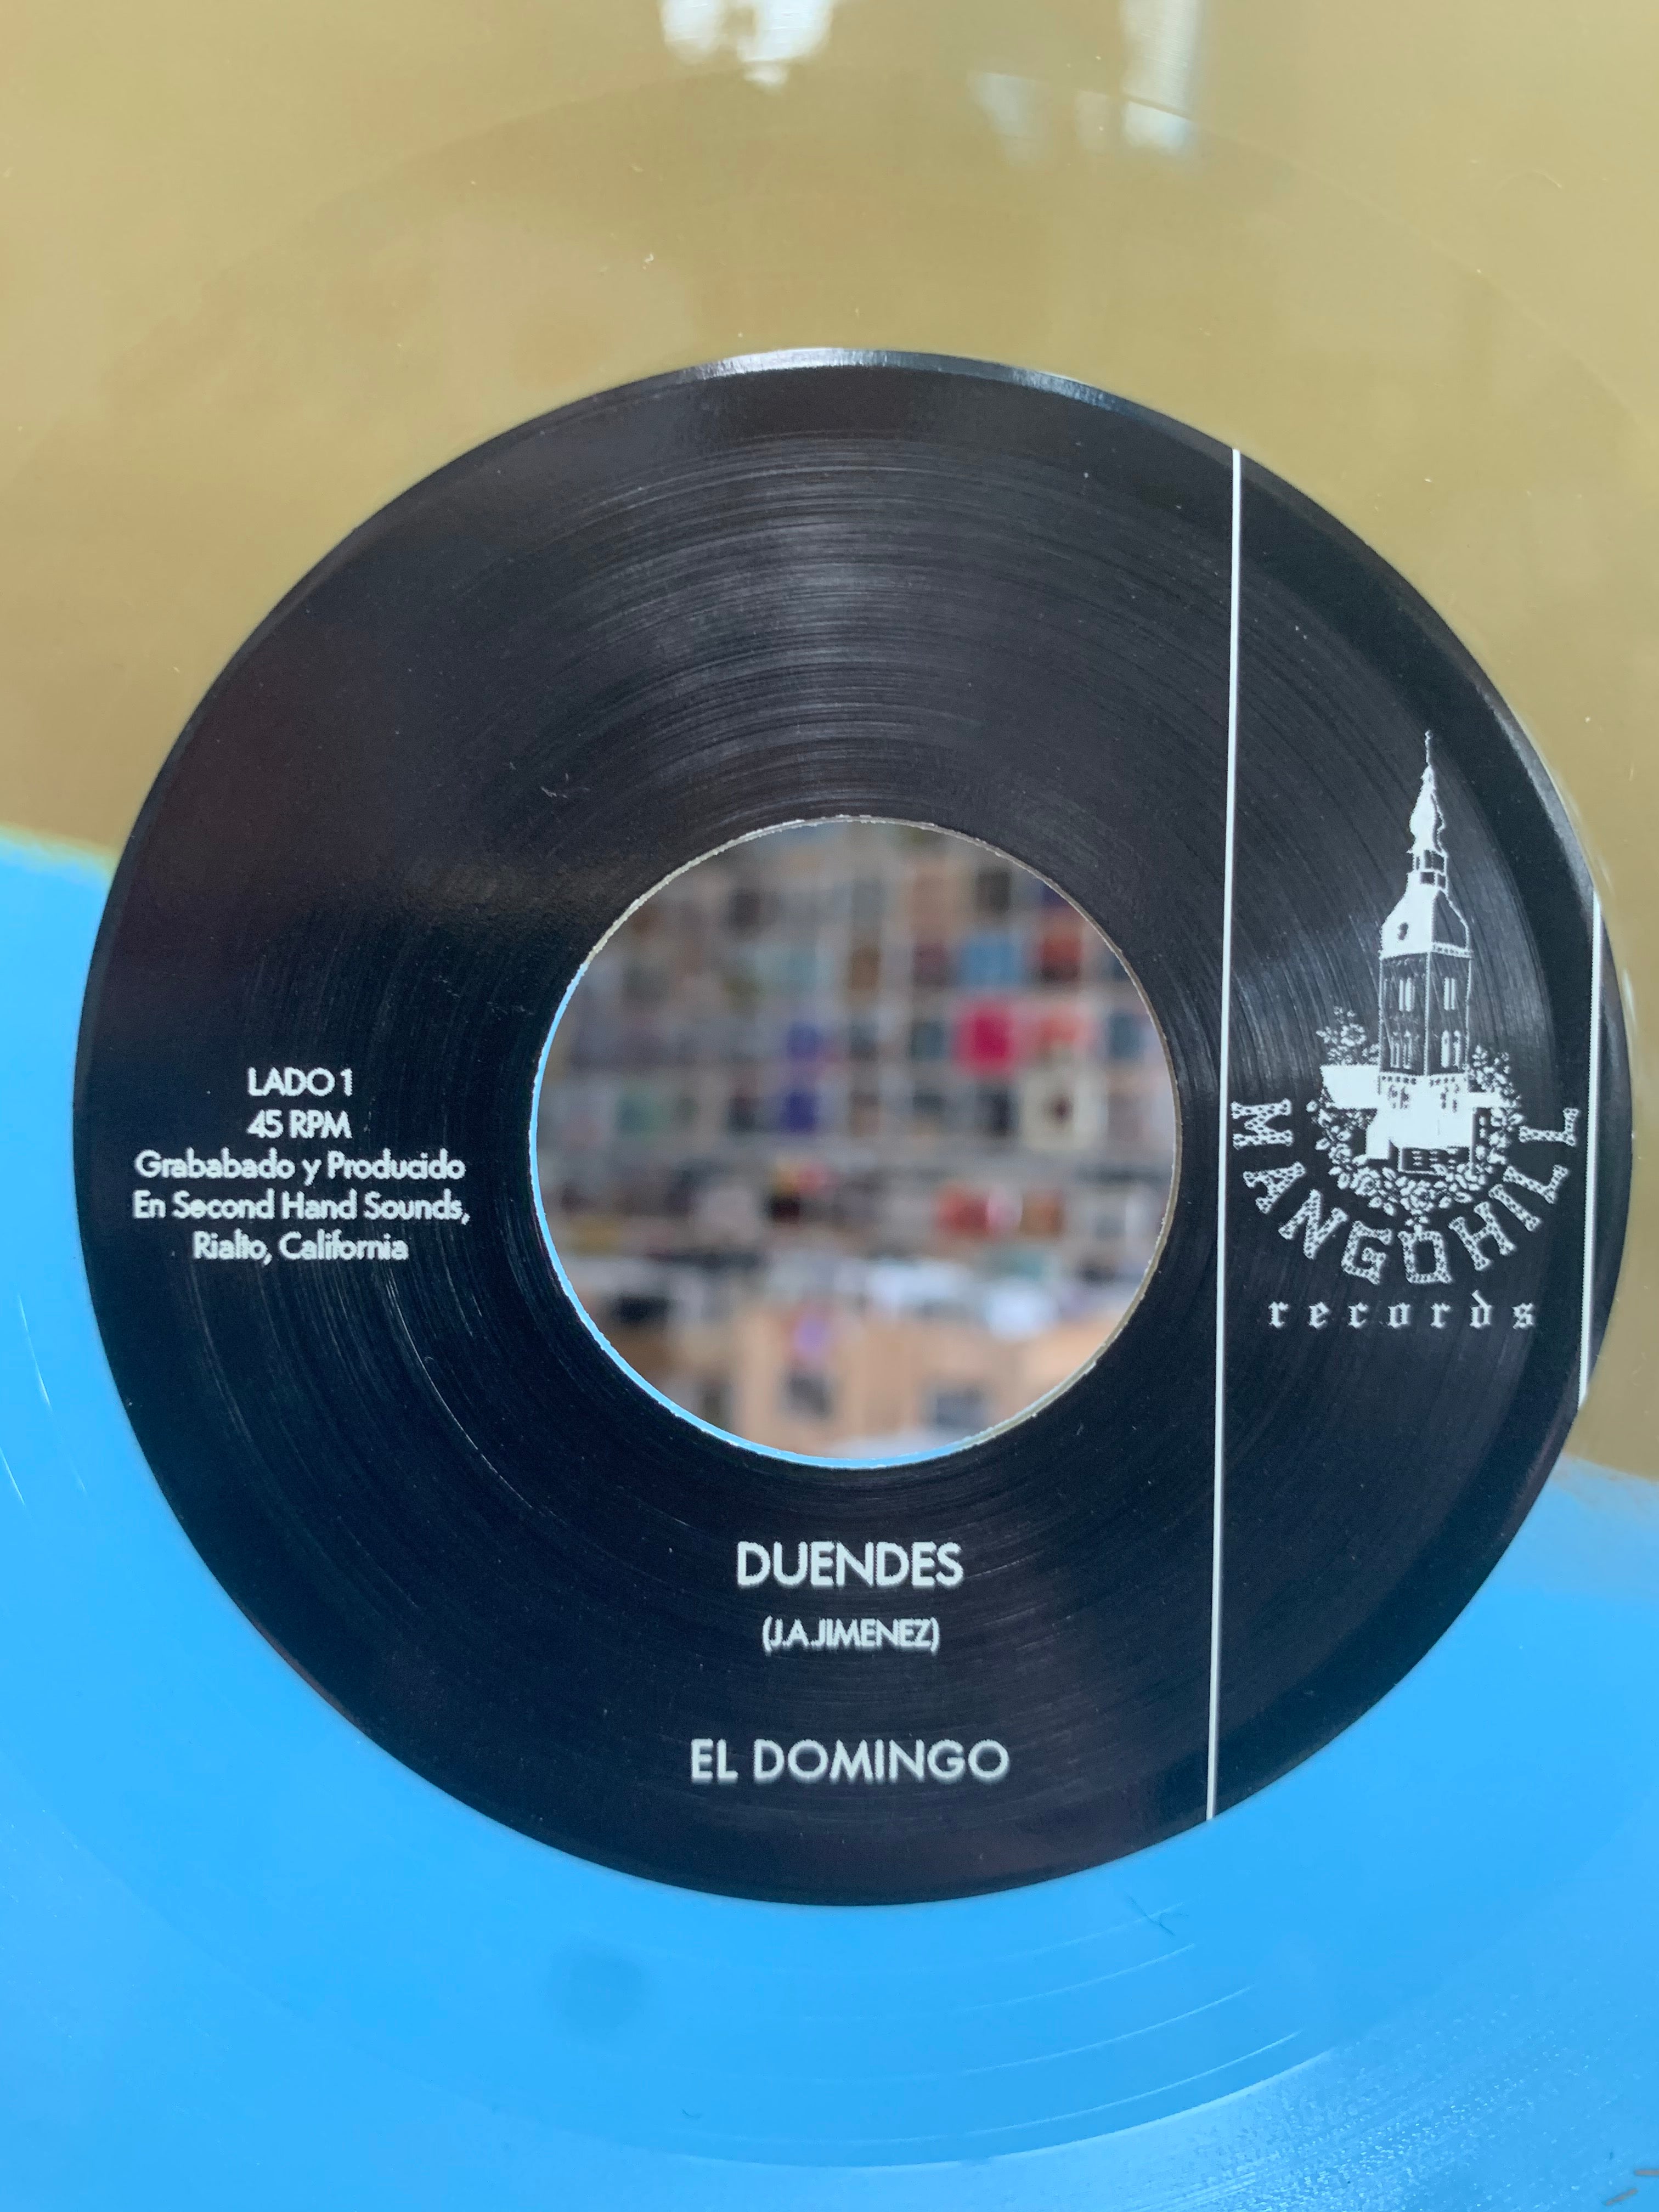 LADO 1
45 RPM
Grababado y Producido
En Second Hand Sounds,
Rialto, California
MANGOHILL
records
DUENDES
(J.A.JIMENEZ)
EL DOMINGO